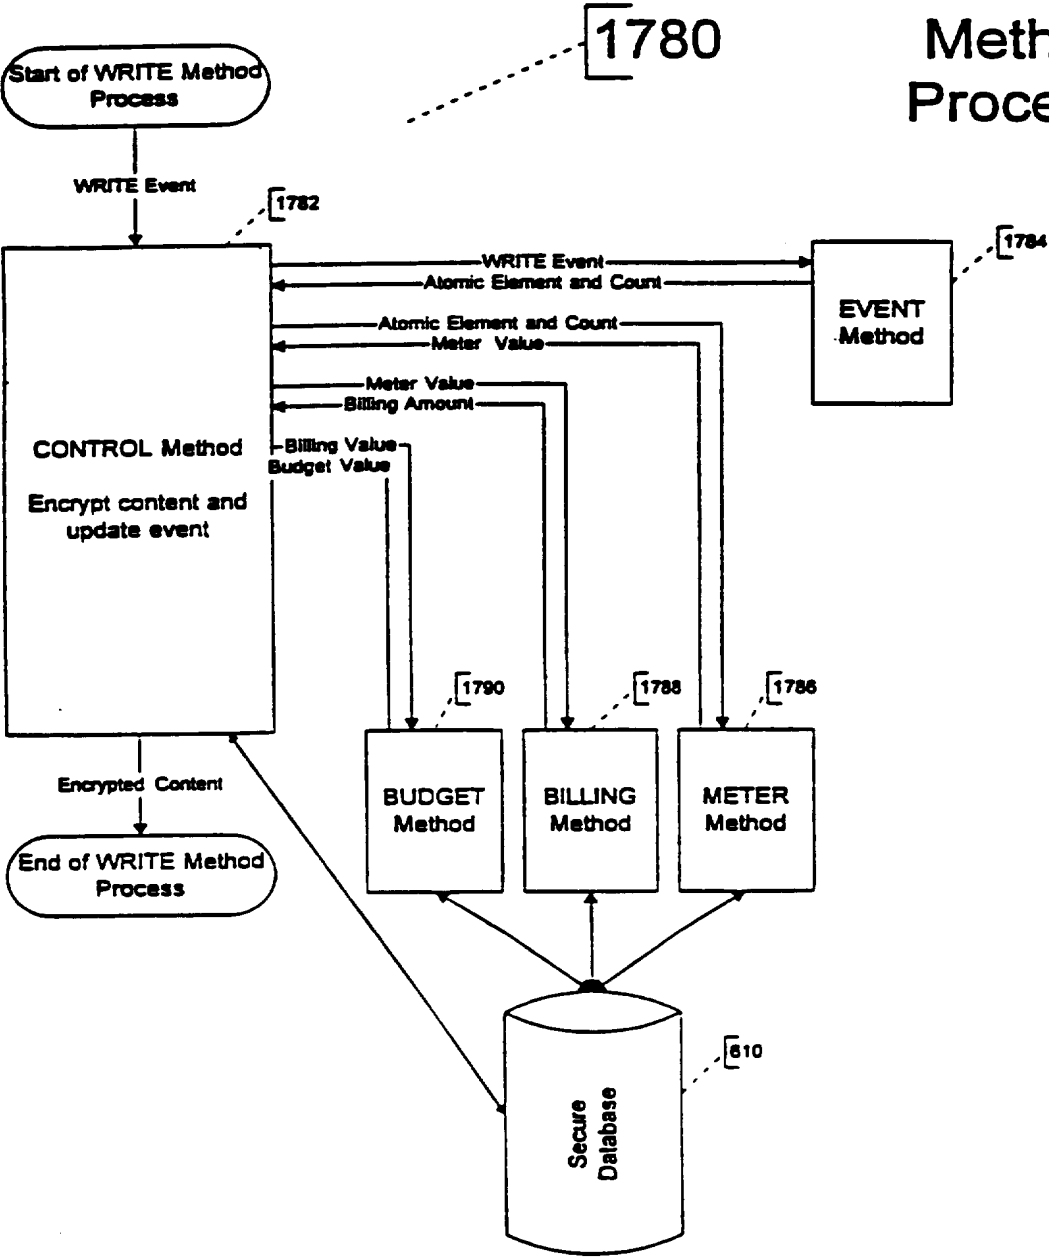 1780
Meth
Proce
Start of WRITE Method
Process
WRITE Event
1782
1784
WRITE Event
Atomic Element and Count
EVENT
Method
Atomic Element and Count
Meter Value
Meter Value
Billing Amount
CONTROL Method
Billing Value
Budget Value
Encrypt content and
update event
1790
1788
1786
Encrypted Content
BUDGET
Method
BILLING
Method
METER
Method
End of WRITE Method
Process
610
Secure
Database